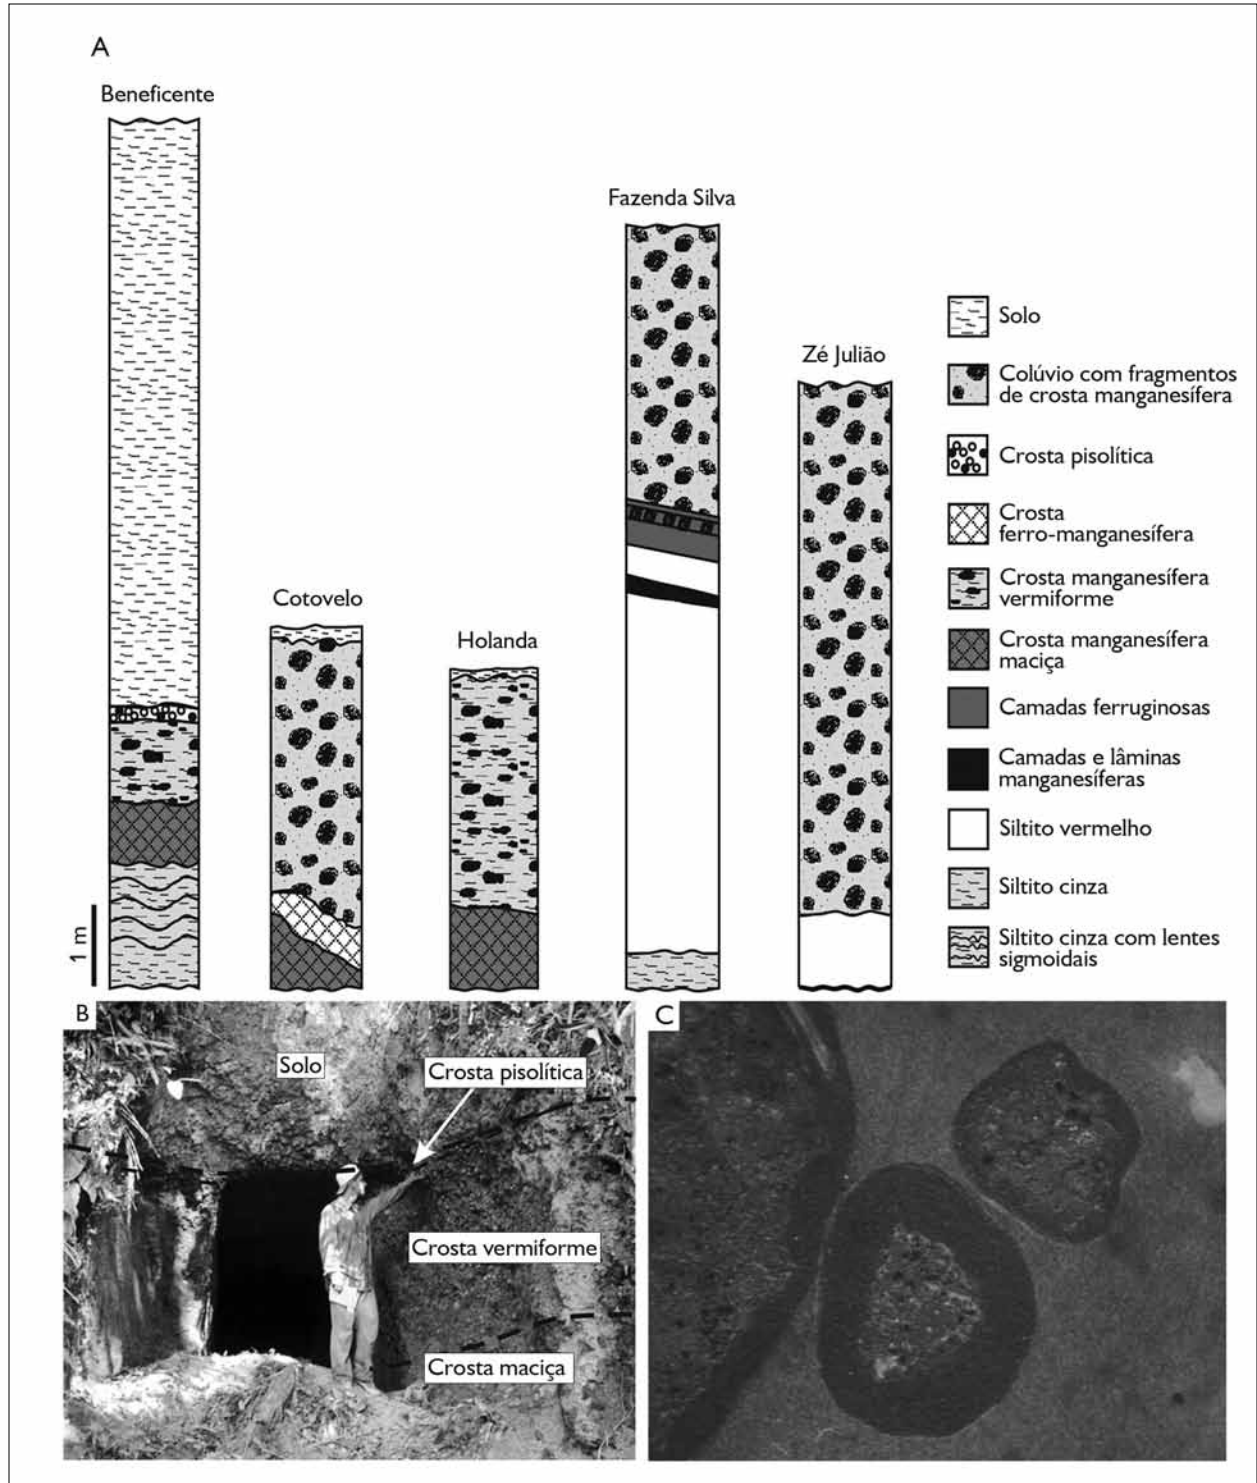 A
Beneficente
Cotovelo
Holanda
Fazenda Silva
Zé Julião
1 m
Solo
Colúvio com fragmentos
de crosta manganesífera
Crosta pisolítica
Crosta
ferro-manganesífera
Crosta manganesífera
vermiforme
Crosta manganesífera
maciça
Camadas ferruginosas
Camadas e lâminas
manganesíferas
Siltito vermelho
Siltito cinza
Siltito cinza com lentes
sigmoidais
B
Solo
Crosta pisolítica
Crosta vermiforme
Crosta maciça
C